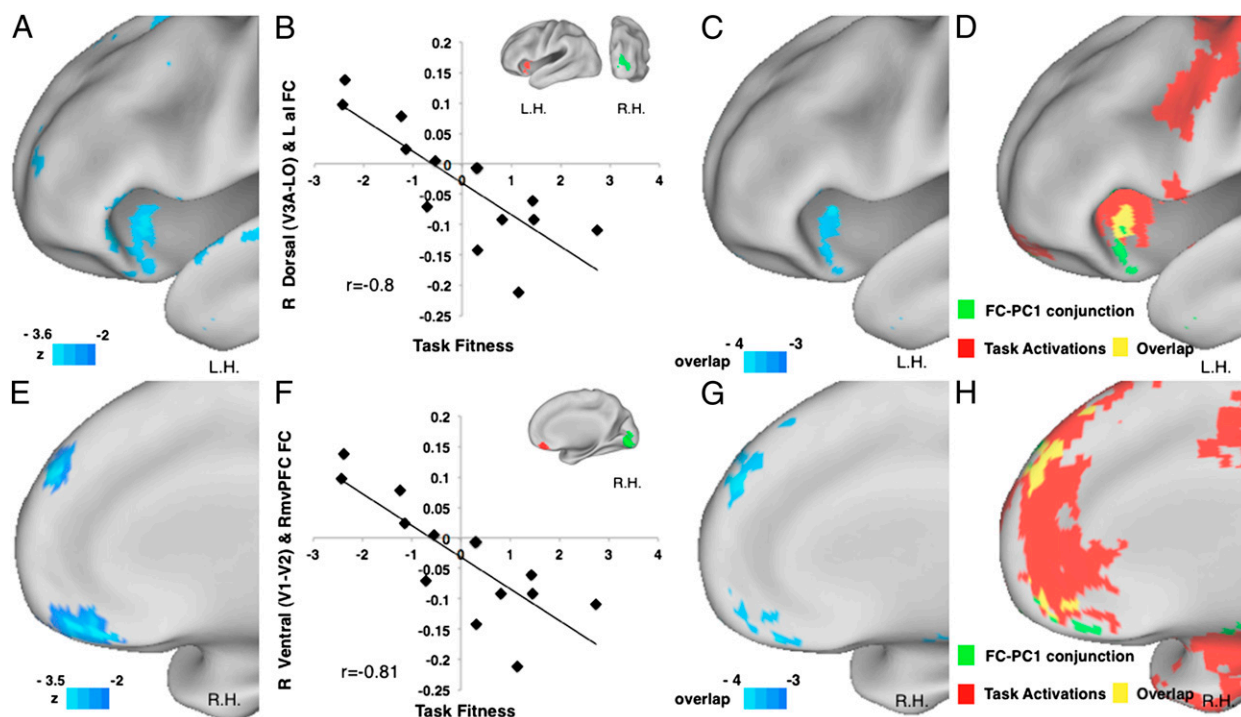 A
- 3.6 -2
z
L.H.
B
0.2
0.15
0.1
0.05
0
-0.05
-0.1
-0.15
-0.2
-0.25
-3 -2 -1 0 1 2 3 4
R Dorsal (V3A-LO) & L aI FC
r=-0.8
Task Fitness
L.H. R.H.
C
- 4 -3
overlap
L.H.
D
FC-PC1 conjunction
Task Activations Overlap
L.H.
E
-3.5 -2
z
R.H.
F
0.2
0.15
0.1
0.05
0
-0.05
-0.1
-0.15
-0.2
-0.25
-3 -2 -1 0 1 2 3 4
R Ventral (V1-V2) & RmvPFC FC
r=-0.81
Task Fitness
R.H.
G
- 4 -3
overlap
R.H.
H
FC-PC1 conjunction
Task Activations Overlap
R.H.